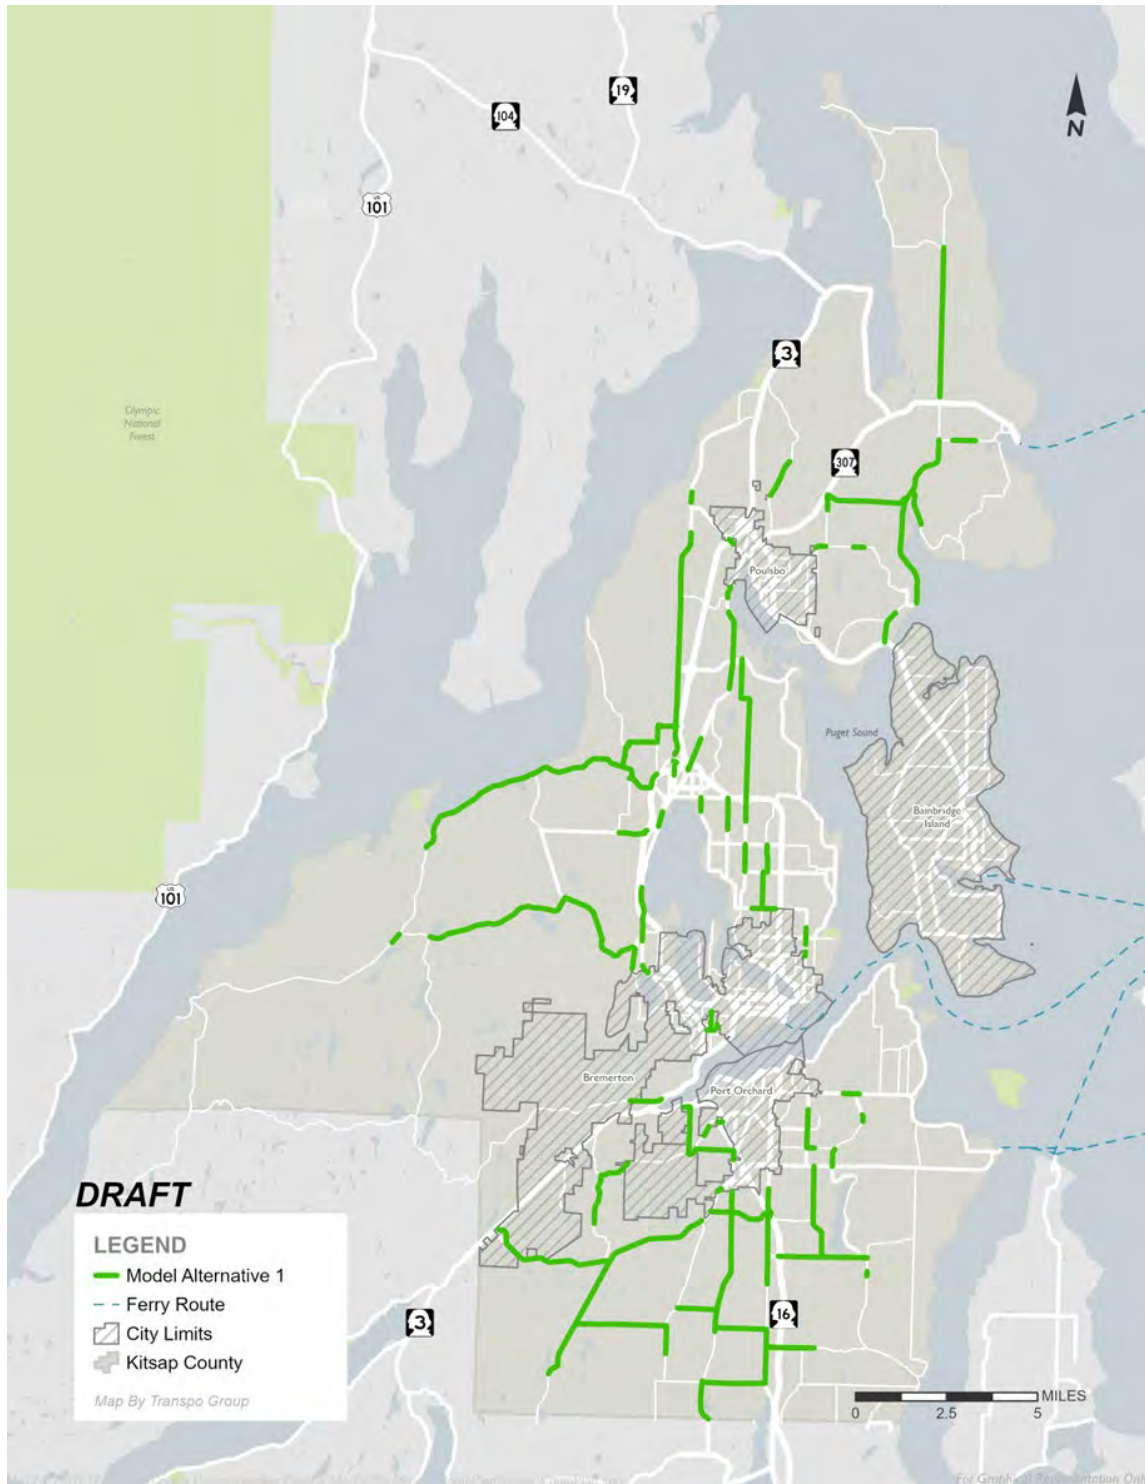 19
104
N
US
101
3
Olympic
National
Forest
307
Poulsbo
Puget Sound
Bainbridge
Island
US
101
Bremerton
Port Orchard
DRAFT
LEGEND
Model Alternative 1
Ferry Route
City Limits
Kitsap County
Map By Transpo Group
3
16
MILES
0 2.5 5